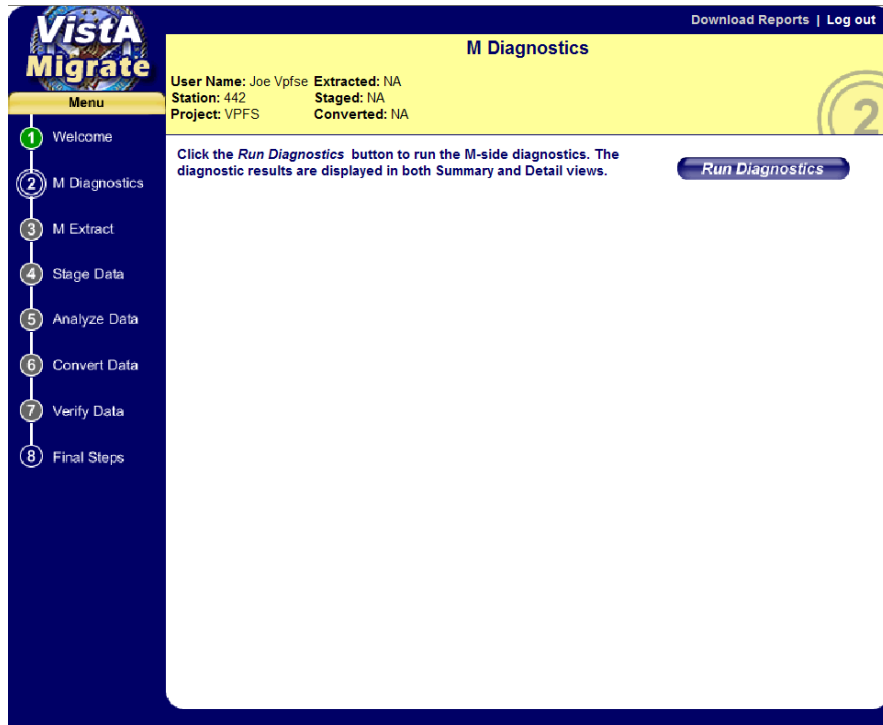 VistA
Migrate
Download Reports | Log out
M Diagnostics
User Name: Joe Vpfse Extracted: NA
Station: 442 Staged: NA
Project: VPFS Converted: NA
2
Menu
1 Welcome
2 M Diagnostics
3 M Extract
4 Stage Data
5 Analyze Data
6 Convert Data
7 Verify Data
8 Final Steps
Click the Run Diagnostics button to run the M-side diagnostics. The
diagnostic results are displayed in both Summary and Detail views.
Run Diagnostics